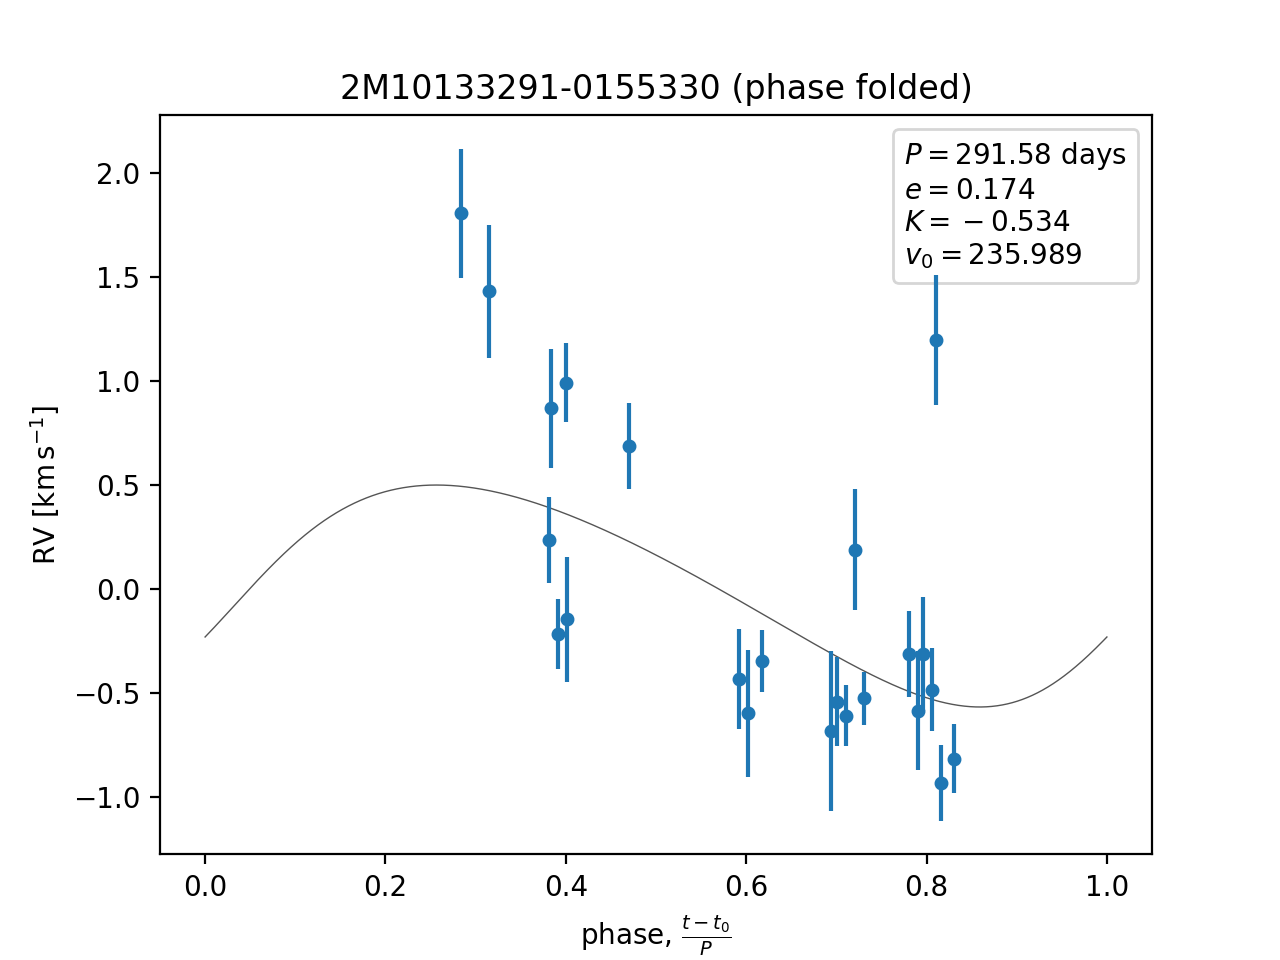 2M10133291-0155330 (phase folded)
P = 291.58 days
e = 0.174
K = −0.534
v₀ = 235.989
RV [km s⁻¹]
2.0
1.5
1.0
0.5
0.0
−0.5
−1.0
0.0 0.2 0.4 0.6 0.8 1.0
phase, (t − t₀)/P